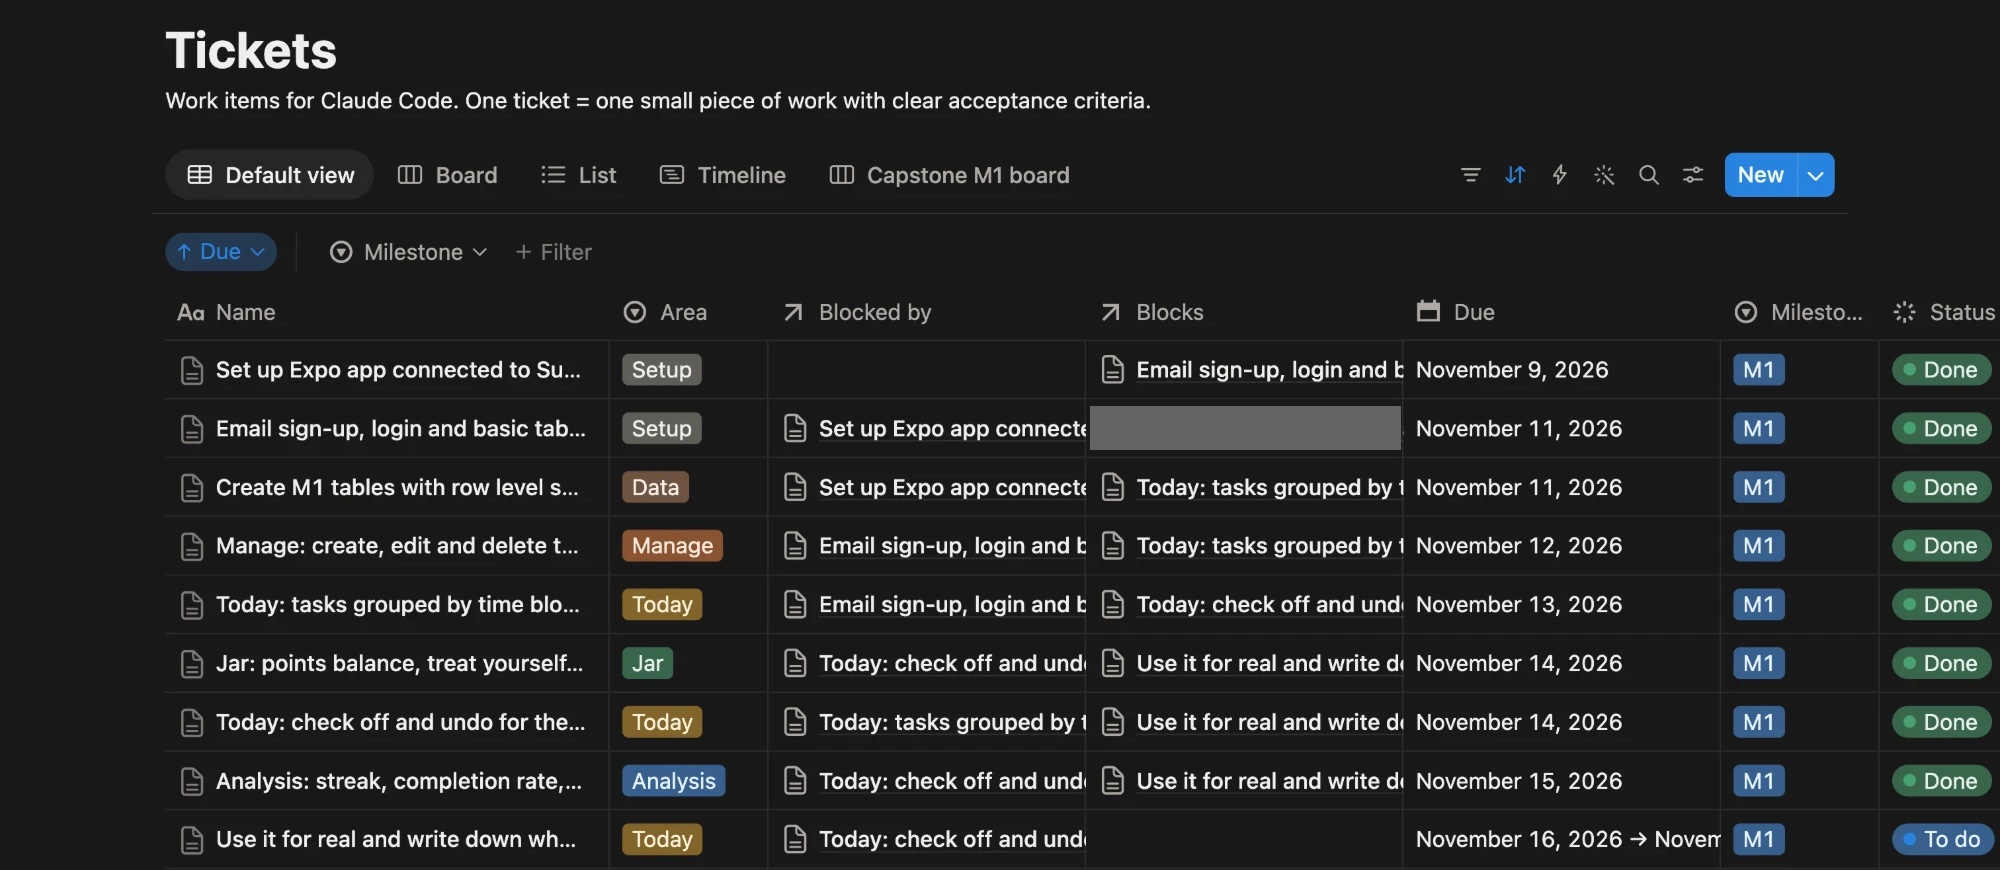 Tickets
Work items for Claude Code. One ticket = one small piece of work with clear acceptance criteria.
Default view Board List Timeline Capstone M1 board New
Due Milestone + Filter
Aa Name Area Blocked by Blocks Due Milesto... Status
Set up Expo app connected to Su... Setup Email sign-up, login and b November 9, 2026 M1 Done
Email sign-up, login and basic tab... Setup Set up Expo app connecte November 11, 2026 M1 Done
Create M1 tables with row level s... Data Set up Expo app connecte Today: tasks grouped by t November 11, 2026 M1 Done
Manage: create, edit and delete t... Manage Email sign-up, login and b Today: tasks grouped by t November 12, 2026 M1 Done
Today: tasks grouped by time blo... Today Email sign-up, login and b Today: check off and undo November 13, 2026 M1 Done
Jar: points balance, treat yourself... Jar Today: check off and undo Use it for real and write do November 14, 2026 M1 Done
Today: check off and undo for the... Today Today: tasks grouped by t Use it for real and write do November 14, 2026 M1 Done
Analysis: streak, completion rate,... Analysis Today: check off and undo Use it for real and write do November 15, 2026 M1 Done
Use it for real and write down wh... Today Today: check off and undo November 16, 2026 → Novem M1 To do